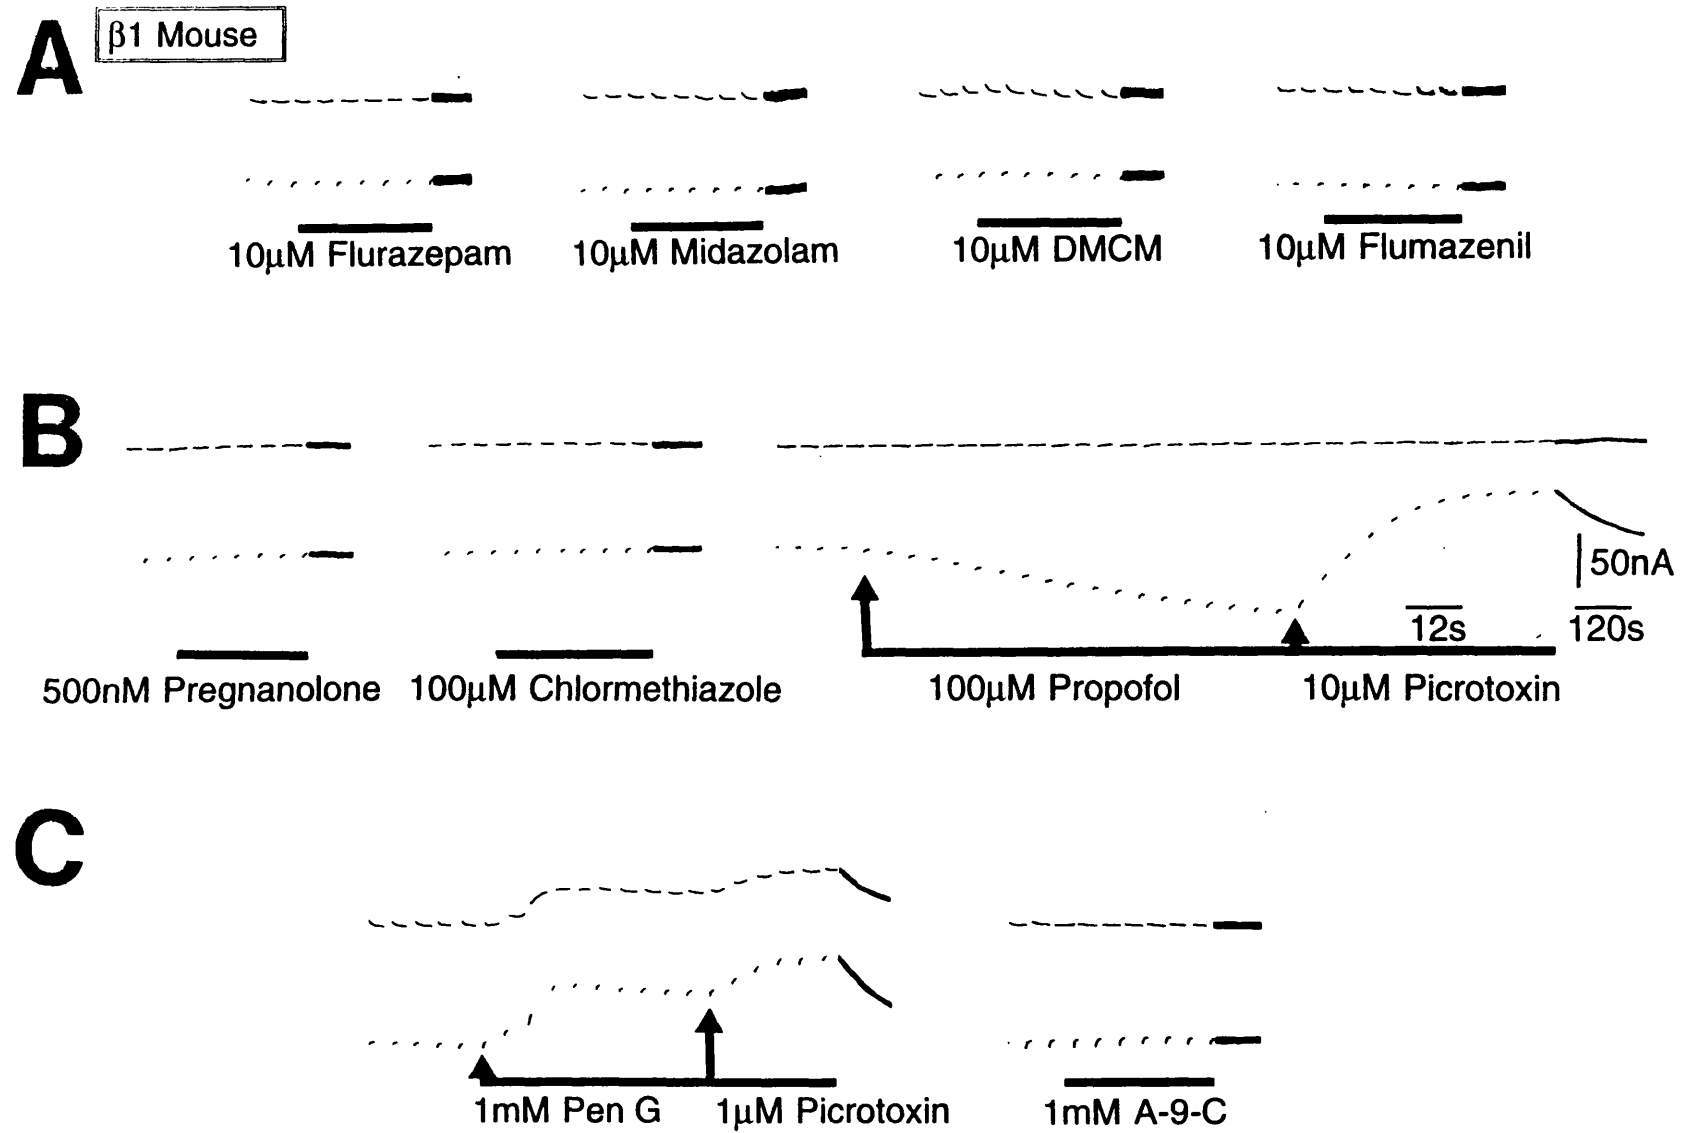 A
β1 Mouse
10μM Flurazepam
10μM Midazolam
10μM DMCM
10μM Flumazenil
B
50nA
12s
120s
500nM Pregnanolone
100μM Chlormethiazole
100μM Propofol
10μM Picrotoxin
C
1mM Pen G
1μM Picrotoxin
1mM A-9-C